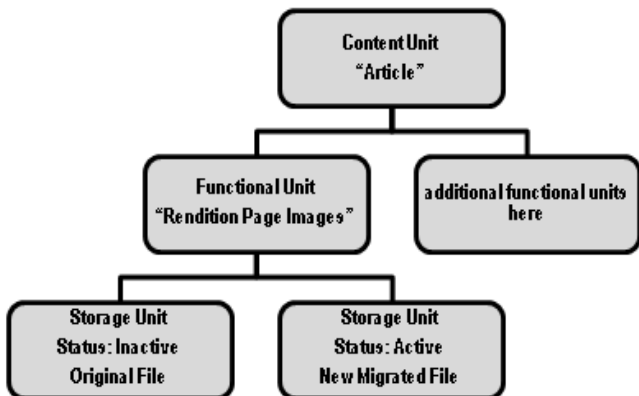 Content Unit
“Article”
Functional Unit
“Rendition Page Images”
additional functional units
here
Storage Unit
Status: Inactive
Original File
Storage Unit
Status: Active
New Migrated File